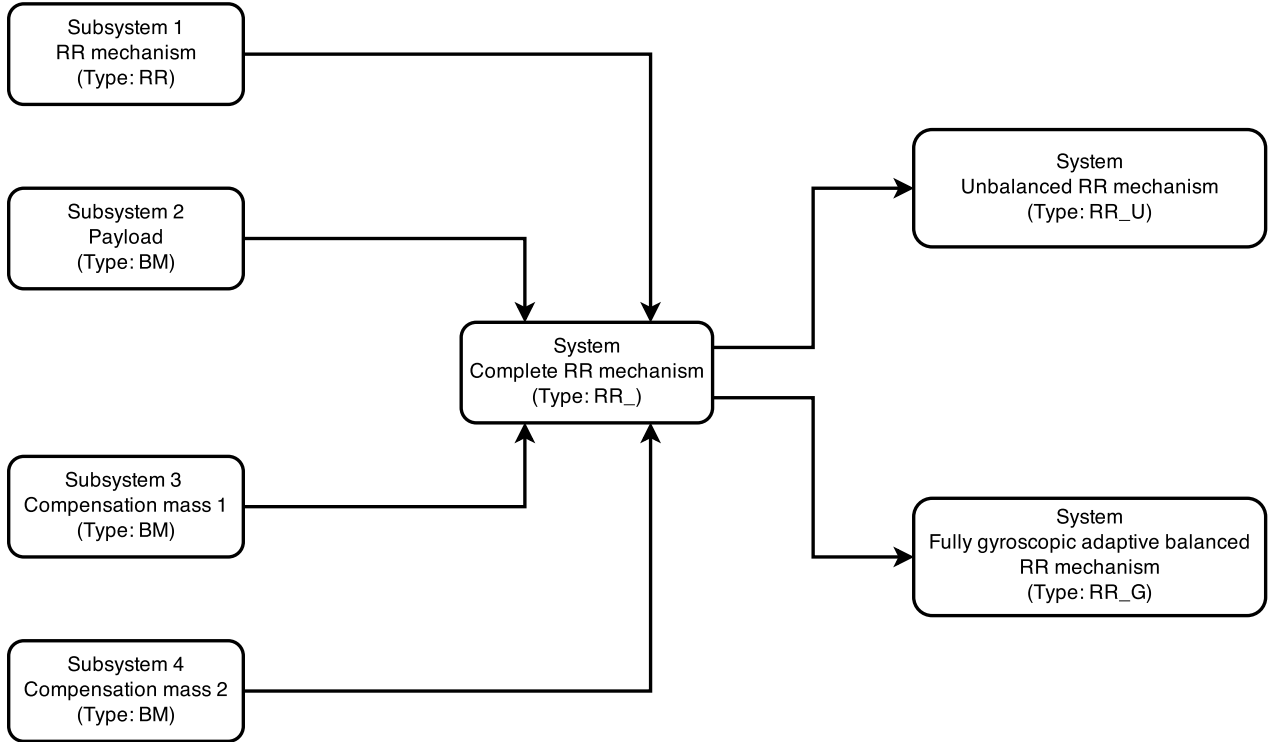 Subsystem 1
RR mechanism
(Type: RR)
Subsystem 2
Payload
(Type: BM)
Subsystem 3
Compensation mass 1
(Type: BM)
Subsystem 4
Compensation mass 2
(Type: BM)
System
Complete RR mechanism
(Type: RR_)
System
Unbalanced RR mechanism
(Type: RR_U)
System
Fully gyroscopic adaptive balanced
RR mechanism
(Type: RR_G)